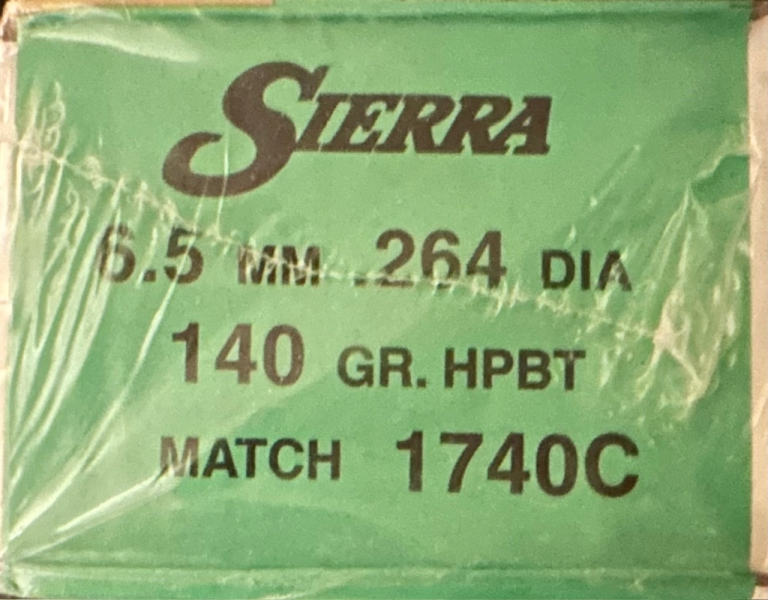 SIERRA
6.5 MM .264 DIA
140 GR. HPBT
MATCH 1740C